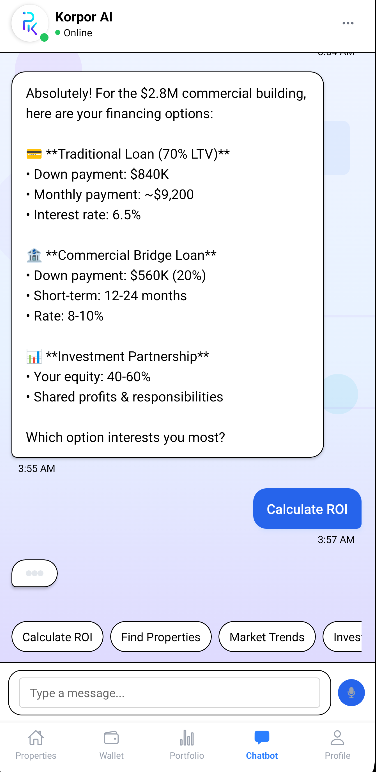 Korpor AI
Online
Absolutely! For the $2.8M commercial building,
here are your financing options:
💳 **Traditional Loan (70% LTV)**
• Down payment: $840K
• Monthly payment: ~$9,200
• Interest rate: 6.5%
🏦 **Commercial Bridge Loan**
• Down payment: $560K (20%)
• Short-term: 12-24 months
• Rate: 8-10%
📊 **Investment Partnership**
• Your equity: 40-60%
• Shared profits & responsibilities
Which option interests you most?
3:55 AM
Calculate ROI
3:57 AM
Calculate ROI Find Properties Market Trends Inves
Type a message...
Properties Wallet Portfolio Chatbot Profile